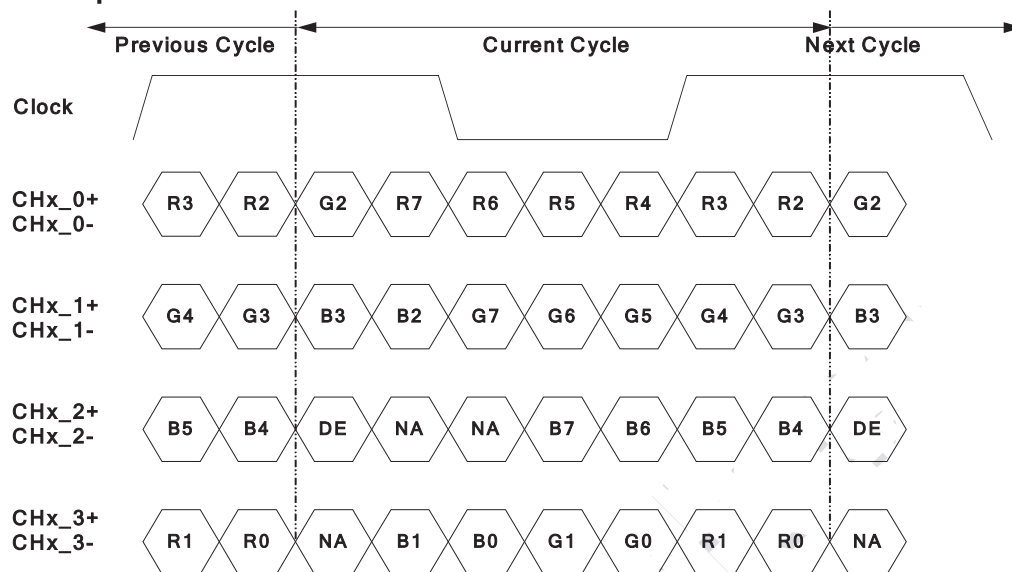 Previous Cycle Current Cycle Next Cycle
Clock
CHx_0+
CHx_0-
R3 R2 G2 R7 R6 R5 R4 R3 R2 G2
CHx_1+
CHx_1-
G4 G3 B3 B2 G7 G6 G5 G4 G3 B3
CHx_2+
CHx_2-
B5 B4 DE NA NA B7 B6 B5 B4 DE
CHx_3+
CHx_3-
R1 R0 NA B1 B0 G1 G0 R1 R0 NA